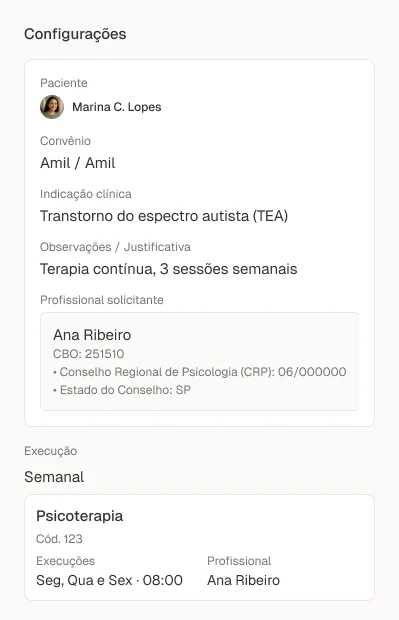 Configurações
Paciente
Marina C. Lopes
Convênio
Amil / Amil
Indicação clínica
Transtorno do espectro autista (TEA)
Observações / Justificativa
Terapia contínua, 3 sessões semanais
Profissional solicitante
Ana Ribeiro
CBO: 251510
• Conselho Regional de Psicologia (CRP): 06/000000
• Estado do Conselho: SP
Execução
Semanal
Psicoterapia
Cód. 123
Execuções Profissional
Seg, Qua e Sex · 08:00 Ana Ribeiro